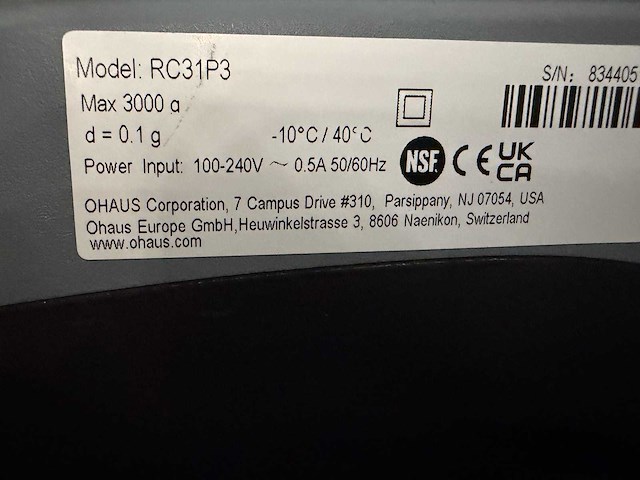 Model: RC31P3
S/N: 834405
Max 3000 g
d = 0.1 g
-10°C / 40°C
Power Input: 100-240V ~ 0.5A 50/60Hz
NSF.
CE
UK
CA
OHAUS Corporation, 7 Campus Drive #310, Parsippany, NJ 07054, USA
Ohaus Europe GmbH,Heuwinkelstrasse 3, 8606 Naenikon, Switzerland
www.ohaus.com